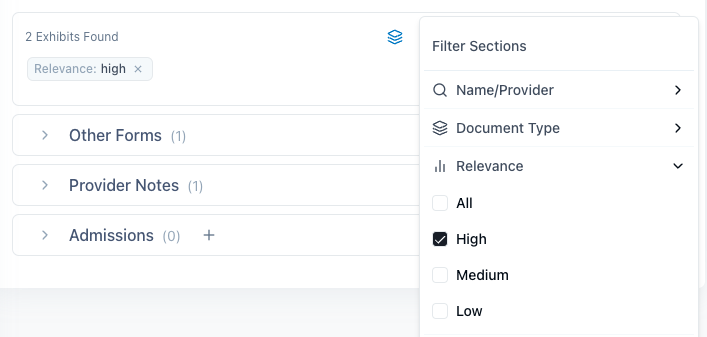 2 Exhibits Found
Relevance: high ×
Other Forms (1)
Provider Notes (1)
Admissions (0) +
Filter Sections
Name/Provider
Document Type
Relevance
All
High
Medium
Low